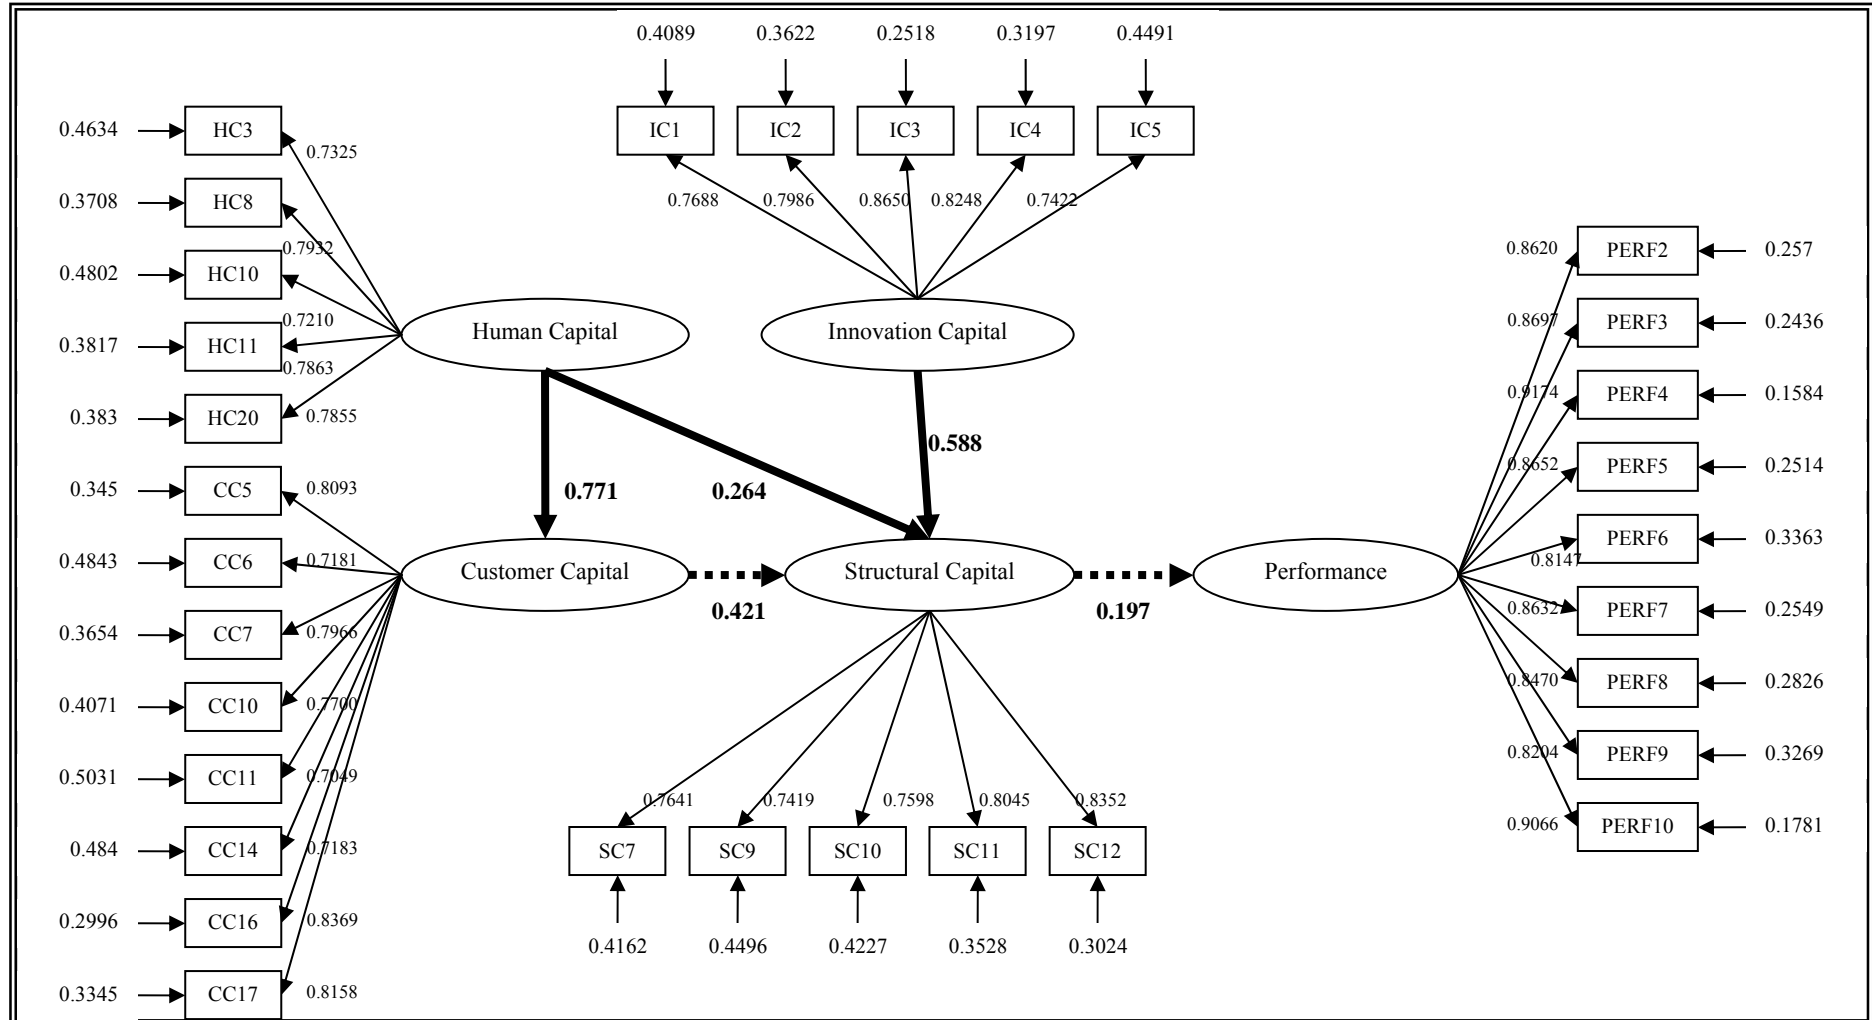 0.4089 0.3622 0.2518 0.3197 0.4491
0.4634 HC3 0.7325 IC1 IC2 IC3 IC4 IC5
0.3708 HC8 0.7688 0.7986 0.8650 0.8248 0.7422
0.7932 0.8620 PERF2 0.257
0.4802 HC10
0.7210 0.8697 PERF3 0.2436
0.3817 HC11 Human Capital Innovation Capital
0.7863
0.9174 PERF4 0.1584
0.383 HC20 0.7855
0.588
0.8652 PERF5 0.2514
0.345 CC5 0.8093 0.771 0.264
0.4843 CC6 0.7181 PERF6 0.3363
0.8147
Customer Capital Structural Capital Performance
0.421 0.197 0.8632 PERF7 0.2549
0.3654 CC7 0.7966
0.8470 PERF8 0.2826
0.4071 CC10 0.7700
0.8204 PERF9 0.3269
0.5031 CC11 0.7049
0.7641 0.7419 0.7598 0.8045 0.8352
0.9066 PERF10 0.1781
0.484 CC14 0.7183 SC7 SC9 SC10 SC11 SC12
0.2996 CC16 0.8369
0.4162 0.4496 0.4227 0.3528 0.3024
0.3345 CC17 0.8158